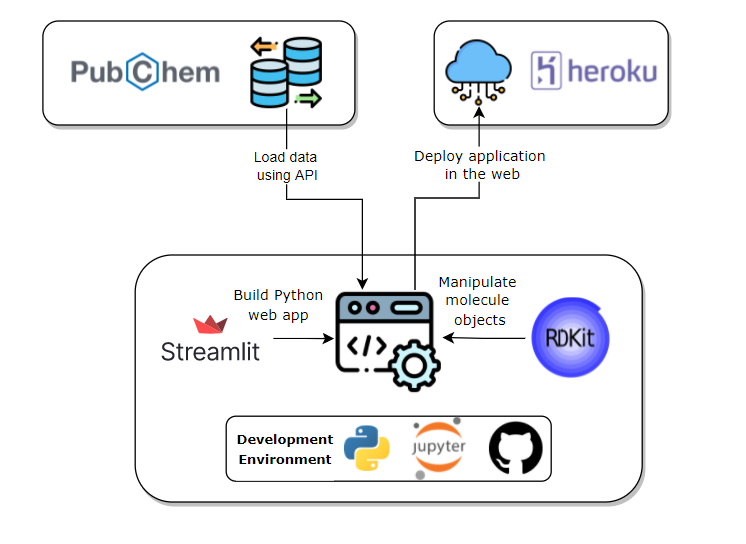 PubChem
heroku
Load data
using API
Deploy application
in the web
Build Python
web app
Manipulate
molecule
objects
Streamlit
</>
RDKit
Development
Environment
jupyter